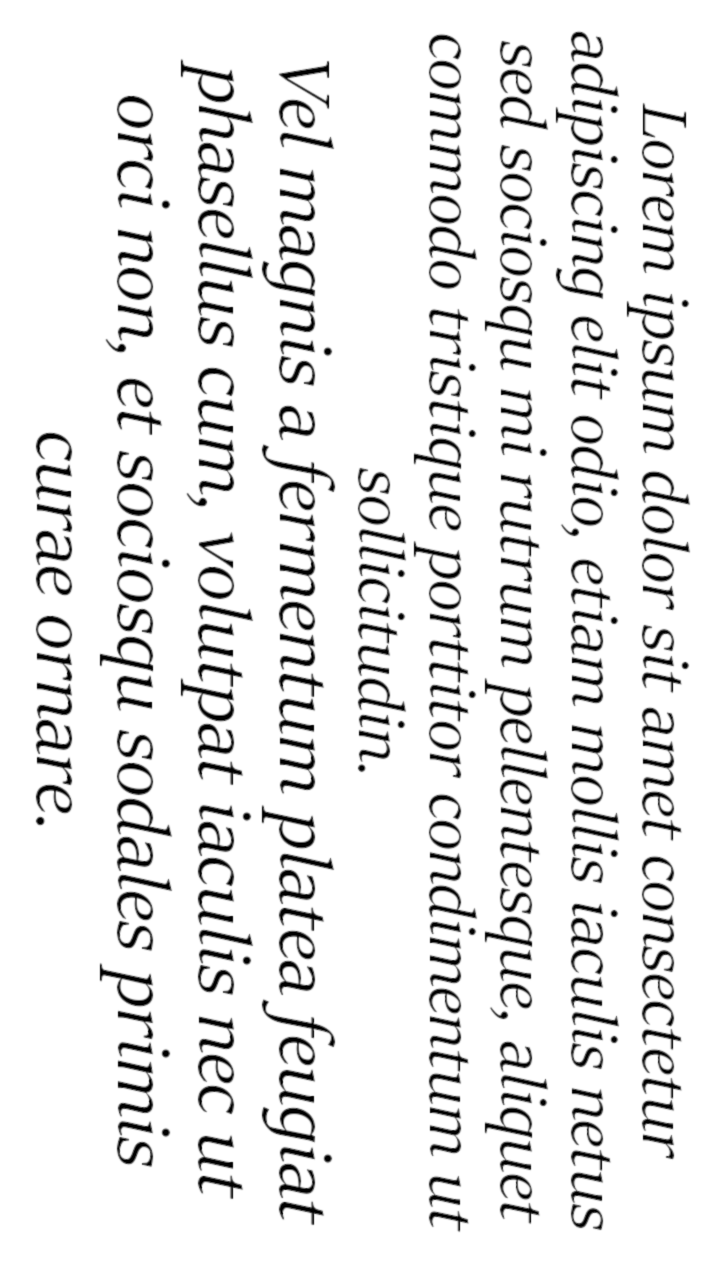 Lorem ipsum dolor sit amet consectetur
adipiscing elit odio, etiam mollis iaculis netus
sed sociosqu mi rutrum pellentesque, aliquet
commodo tristique porttitor condimentum ut
sollicitudin.
Vel magnis a fermentum platea feugiat
phasellus cum, volutpat iaculis nec ut
orci non, et sociosqu sodales primis
curae ornare.